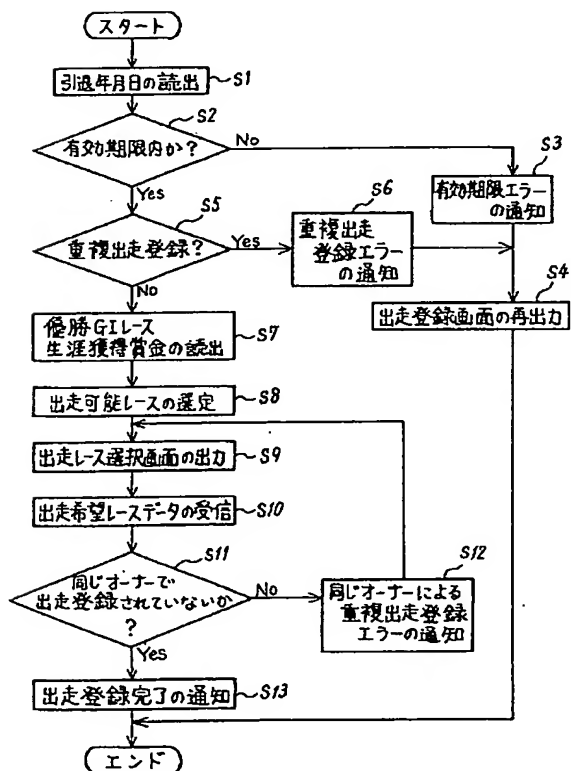 スタート
引退年月日の読出
S1
S2
有効期限内か?
No
Yes
S3
有効期限エラー
の通知
S5
重複出走登録?
Yes
No
S6
重複出走
登録エラー
の通知
S4
出走登録画面の再出力
優勝GIレース
生涯獲得賞金の読出
S7
出走可能レースの選定
S8
出走レース選択画面の出力
S9
出走希望レースデータの受信
S10
S11
同じオーナーで
出走登録されていないか
?
No
Yes
S12
同じオーナーによる
重複出走登録
エラーの通知
出走登録完了の通知
S13
エンド